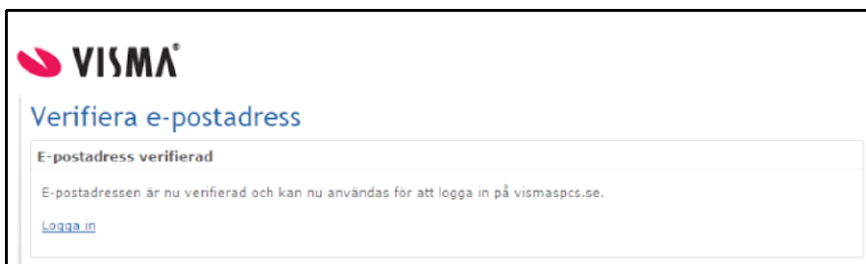 VISMA®
Verifiera e-postadress
E-postadress verifierad
E-postadressen är nu verifierad och kan nu användas för att logga in på vismaspcs.se.
Logga in